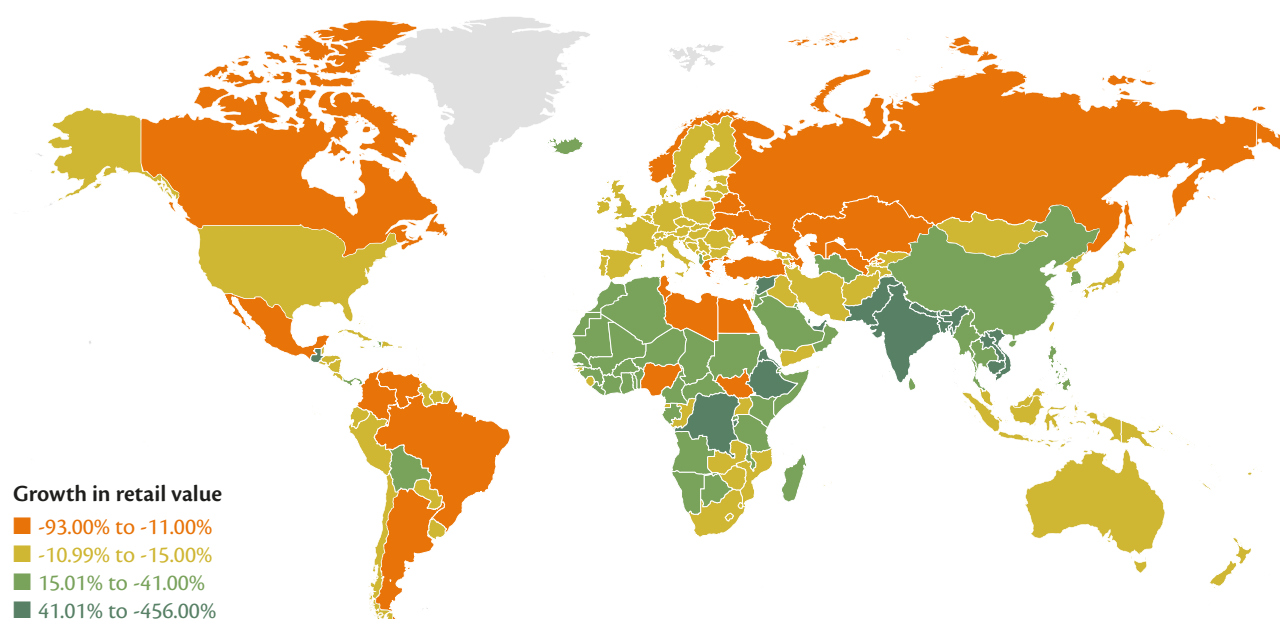 Growth in retail value
-93.00% to -11.00%
-10.99% to -15.00%
15.01% to -41.00%
41.01% to -456.00%